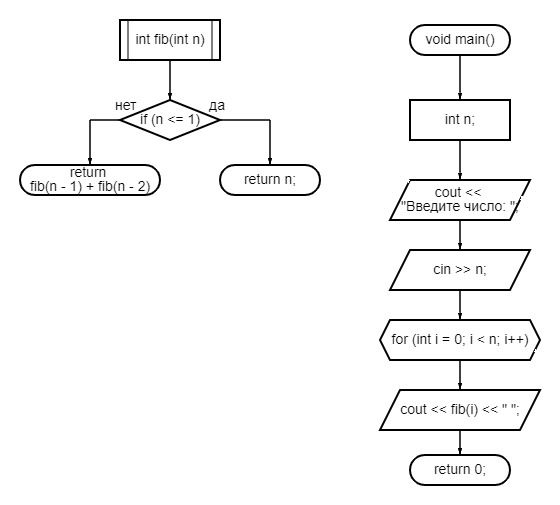 int fib(int n)
нет
да
if (n <= 1)
return
fib(n - 1) + fib(n - 2)
return n;
void main()
int n;
cout <<
"Введите число: ";
cin >> n;
for (int i = 0; i < n; i++)
cout << fib(i) << " ";
return 0;